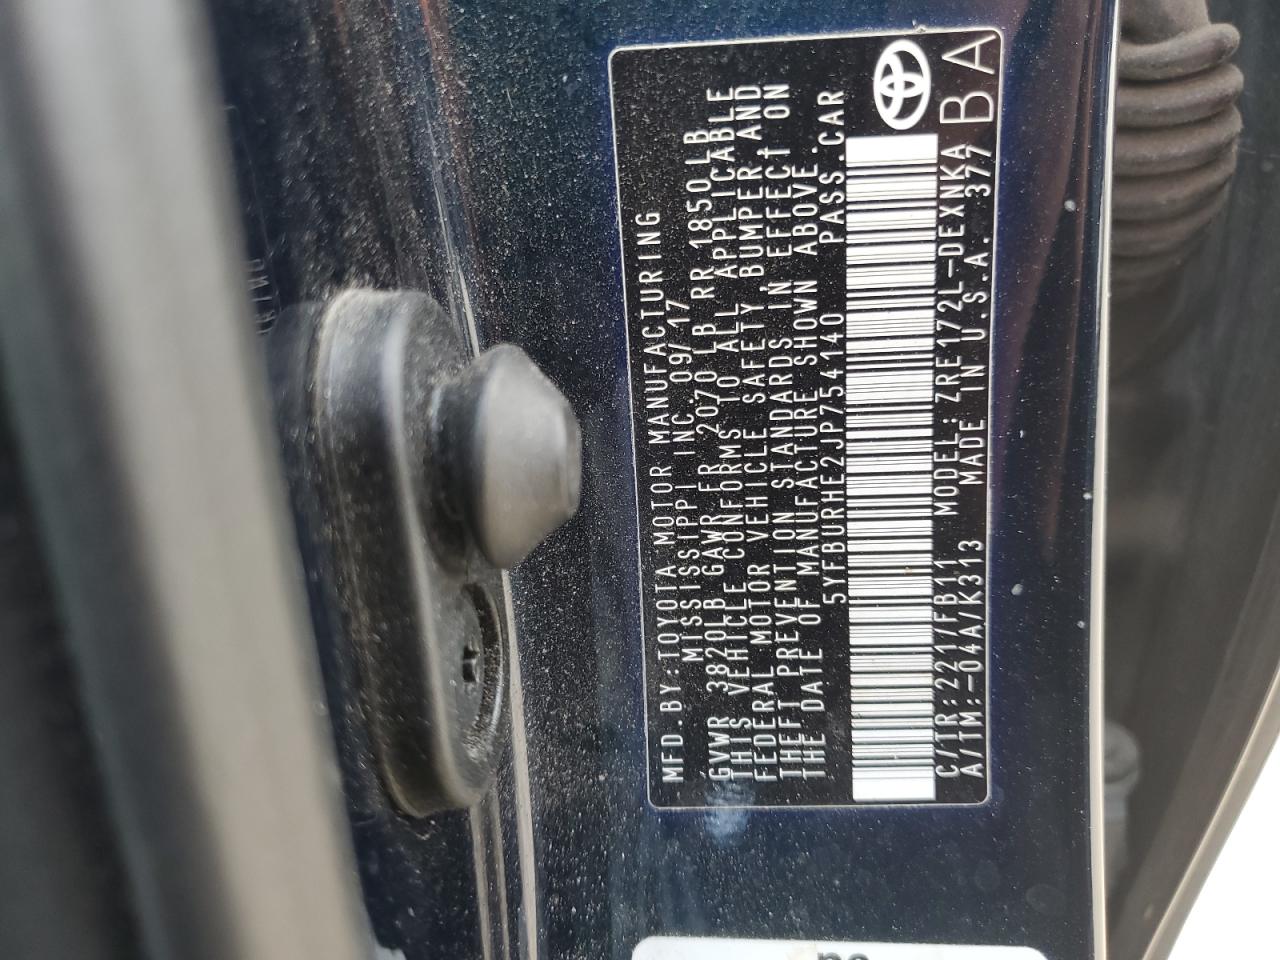 MFD.BY:TOYOTA MOTOR MANUFACTURING
MISSISSIPPI INC. 09/17
GVWR 3820LB GAWR FR 2070 LB RR 1850LB
THIS VEHICLE CONFORMS TO ALL APPLICABLE
FEDERAL MOTOR VEHICLE SAFETY, BUMPER AND
THEFT PREVENTION STANDARDS IN EFFECT ON
THE DATE OF MANUFACTURE SHOWN ABOVE.
5YFBURHE2JP754140 PASS.CAR
C/TR:221/FB11 MODEL: ZRE172L-DEXNKA
A/TM:-04A/K313 MADE IN U.S.A. 377
BA